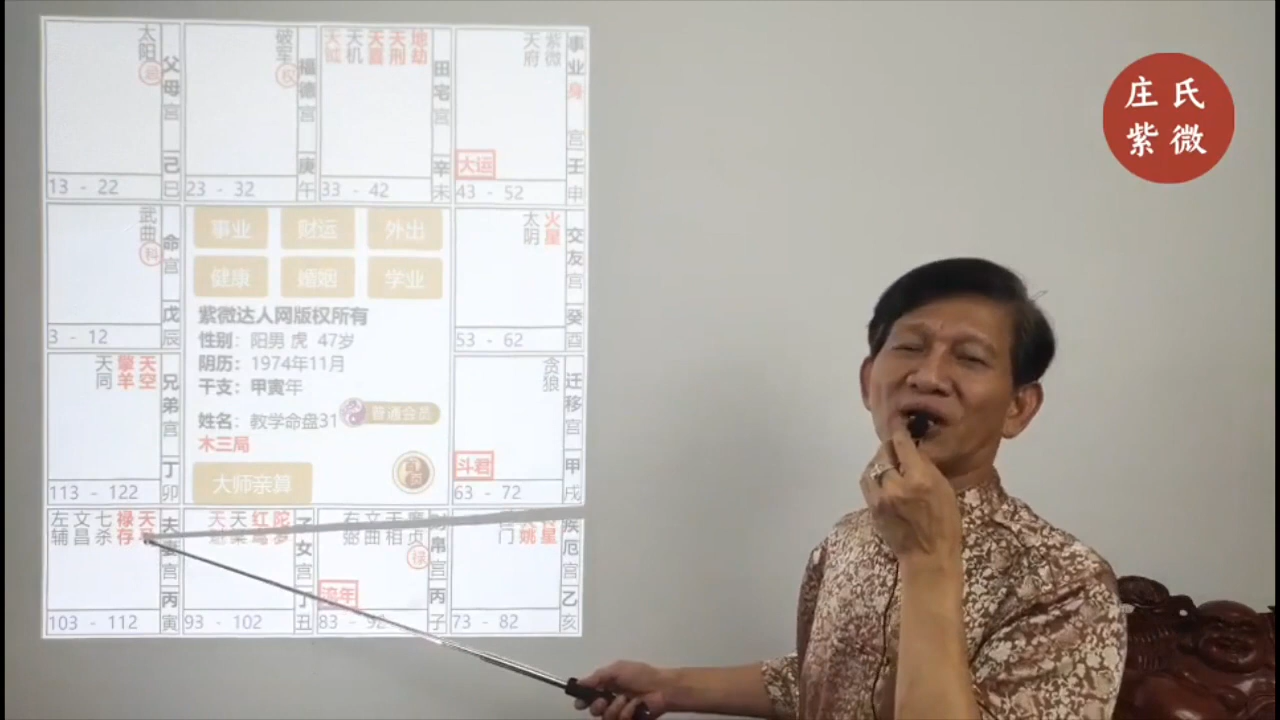 庄氏
紫微
太阳 忌
父母宫
己巳
13 - 22
破军 权
福德宫
庚午
23 - 32
天钺 天机 天喜 天刑 地劫
田宅宫
辛未
33 - 42
天府 紫微
事业身宫
壬申
大运
43 - 52
武曲 科
命宫
戊辰
3 - 12
事业 财运 外出
健康 婚姻 学业
紫微达人网版权所有
性别：阳男 虎 47岁
阴历：1974年11月
干支：甲寅年
姓名：教学命盘31
普通会员
木三局
大师亲算
太阴 火星
交友宫
癸酉
53 - 62
天同 擎羊 天空
兄弟宫
丁卯
113 - 122
贪狼
迁移宫
甲戌
斗君
63 - 72
左辅 文昌 七杀 禄存
宫
丙寅
103 - 112
女宫
丁丑
93 - 102
禄
帛宫
丙子
流年
83 - 92
疾厄宫
乙亥
73 - 82